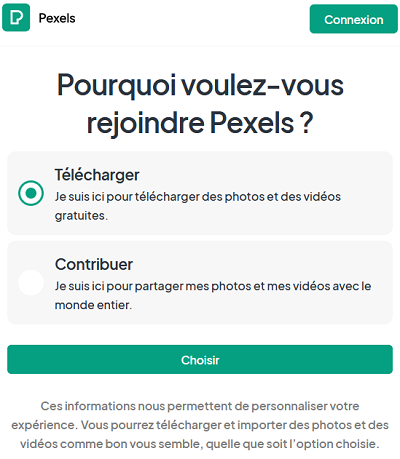 Pexels
Connexion
Pourquoi voulez-vous
rejoindre Pexels ?
Télécharger
Je suis ici pour télécharger des photos et des vidéos
gratuites.
Contribuer
Je suis ici pour partager mes photos et mes vidéos avec le
monde entier.
Choisir
Ces informations nous permettent de personnaliser votre
expérience. Vous pourrez télécharger et importer des photos et des
vidéos comme bon vous semble, quelle que soit l'option choisie.